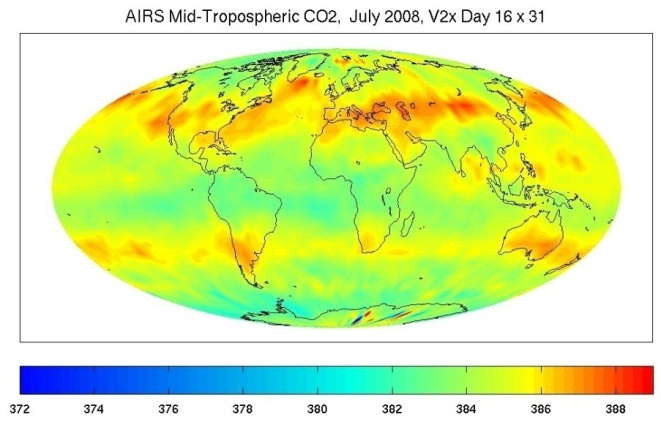 AIRS Mid-Tropospheric CO2, July 2008, V2x Day 16 x 31
372 374 376 378 380 382 384 386 388